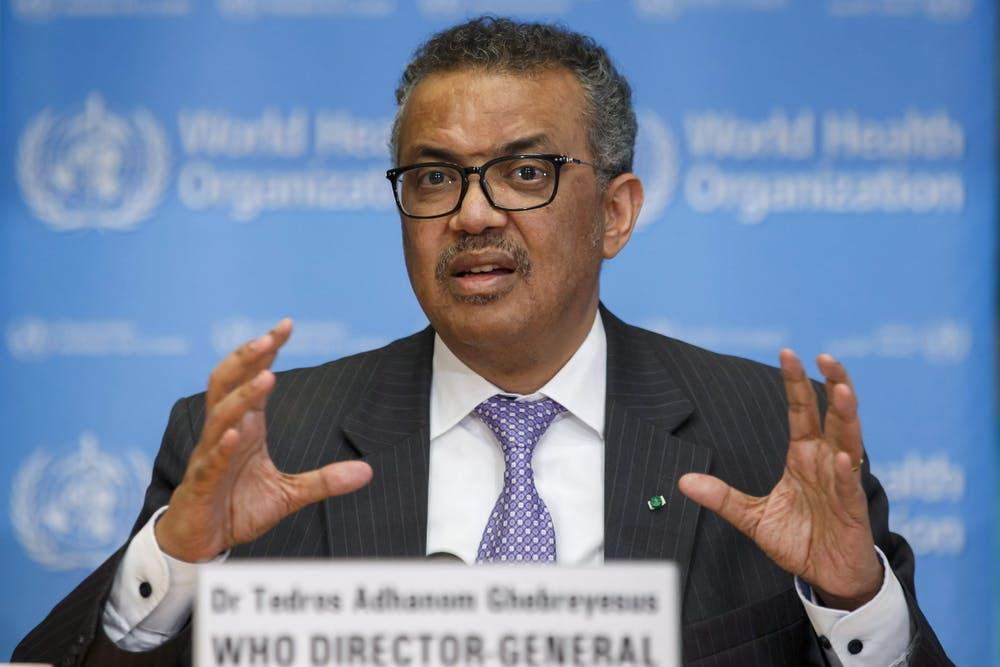 World Health
Organization
World Health
Organization
Dr Tedros Adhanom Ghebreyesus
WHO DIRECTOR-GENERAL